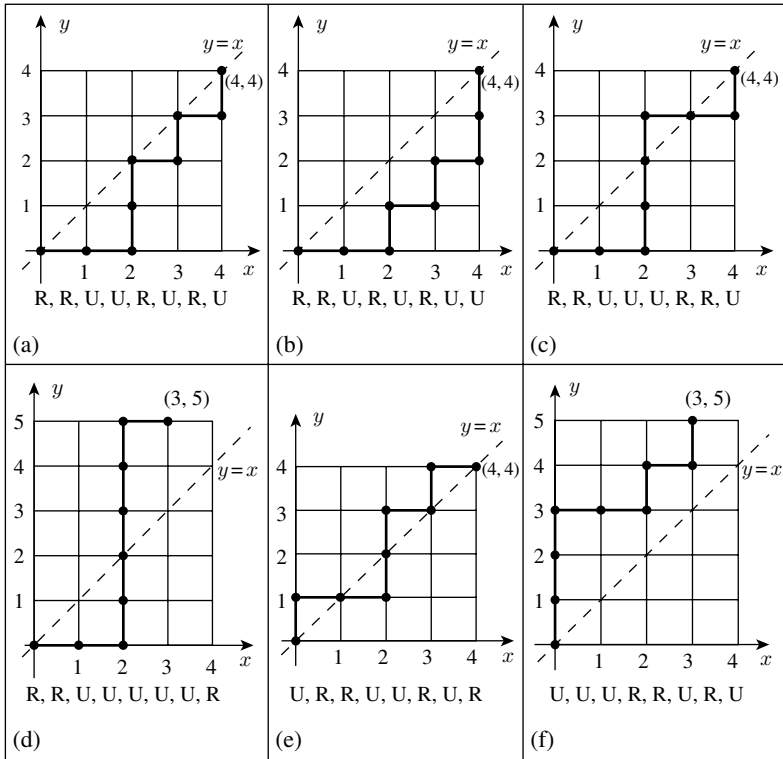 y
y = x
4
(4, 4)
3
2
1
1 2 3 4 x
R, R, U, U, R, U, R, U
(a)
y
y = x
4
(4, 4)
3
2
1
1 2 3 4 x
R, R, U, R, U, R, U, U
(b)
y
y = x
4
(4, 4)
3
2
1
1 2 3 4 x
R, R, U, U, U, R, R, U
(c)
y
(3, 5)
5
4
y = x
3
2
1
1 2 3 4 x
R, R, U, U, U, U, U, R
(d)
y
y = x
4
(4, 4)
3
2
1
1 2 3 4 x
U, R, R, U, U, R, U, R
(e)
y
(3, 5)
5
4
y = x
3
2
1
1 2 3 4 x
U, U, U, R, R, U, R, U
(f)